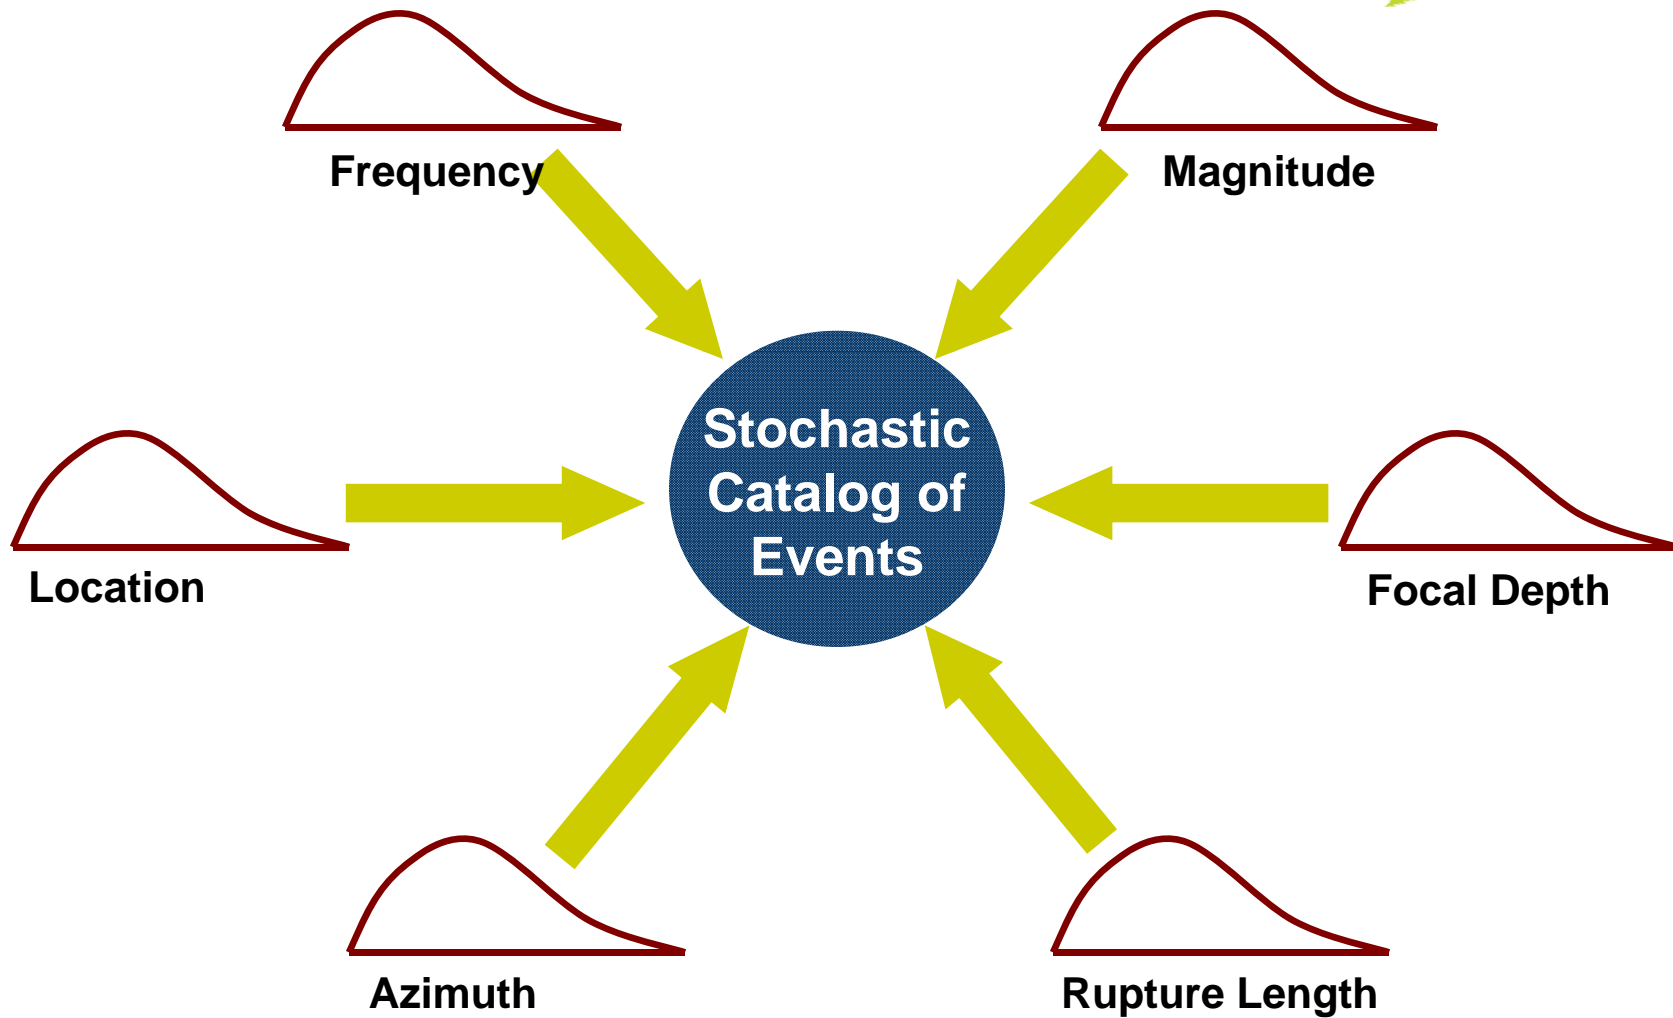 Frequency
Magnitude
Stochastic
Catalog of
Events
Location
Focal Depth
Azimuth
Rupture Length